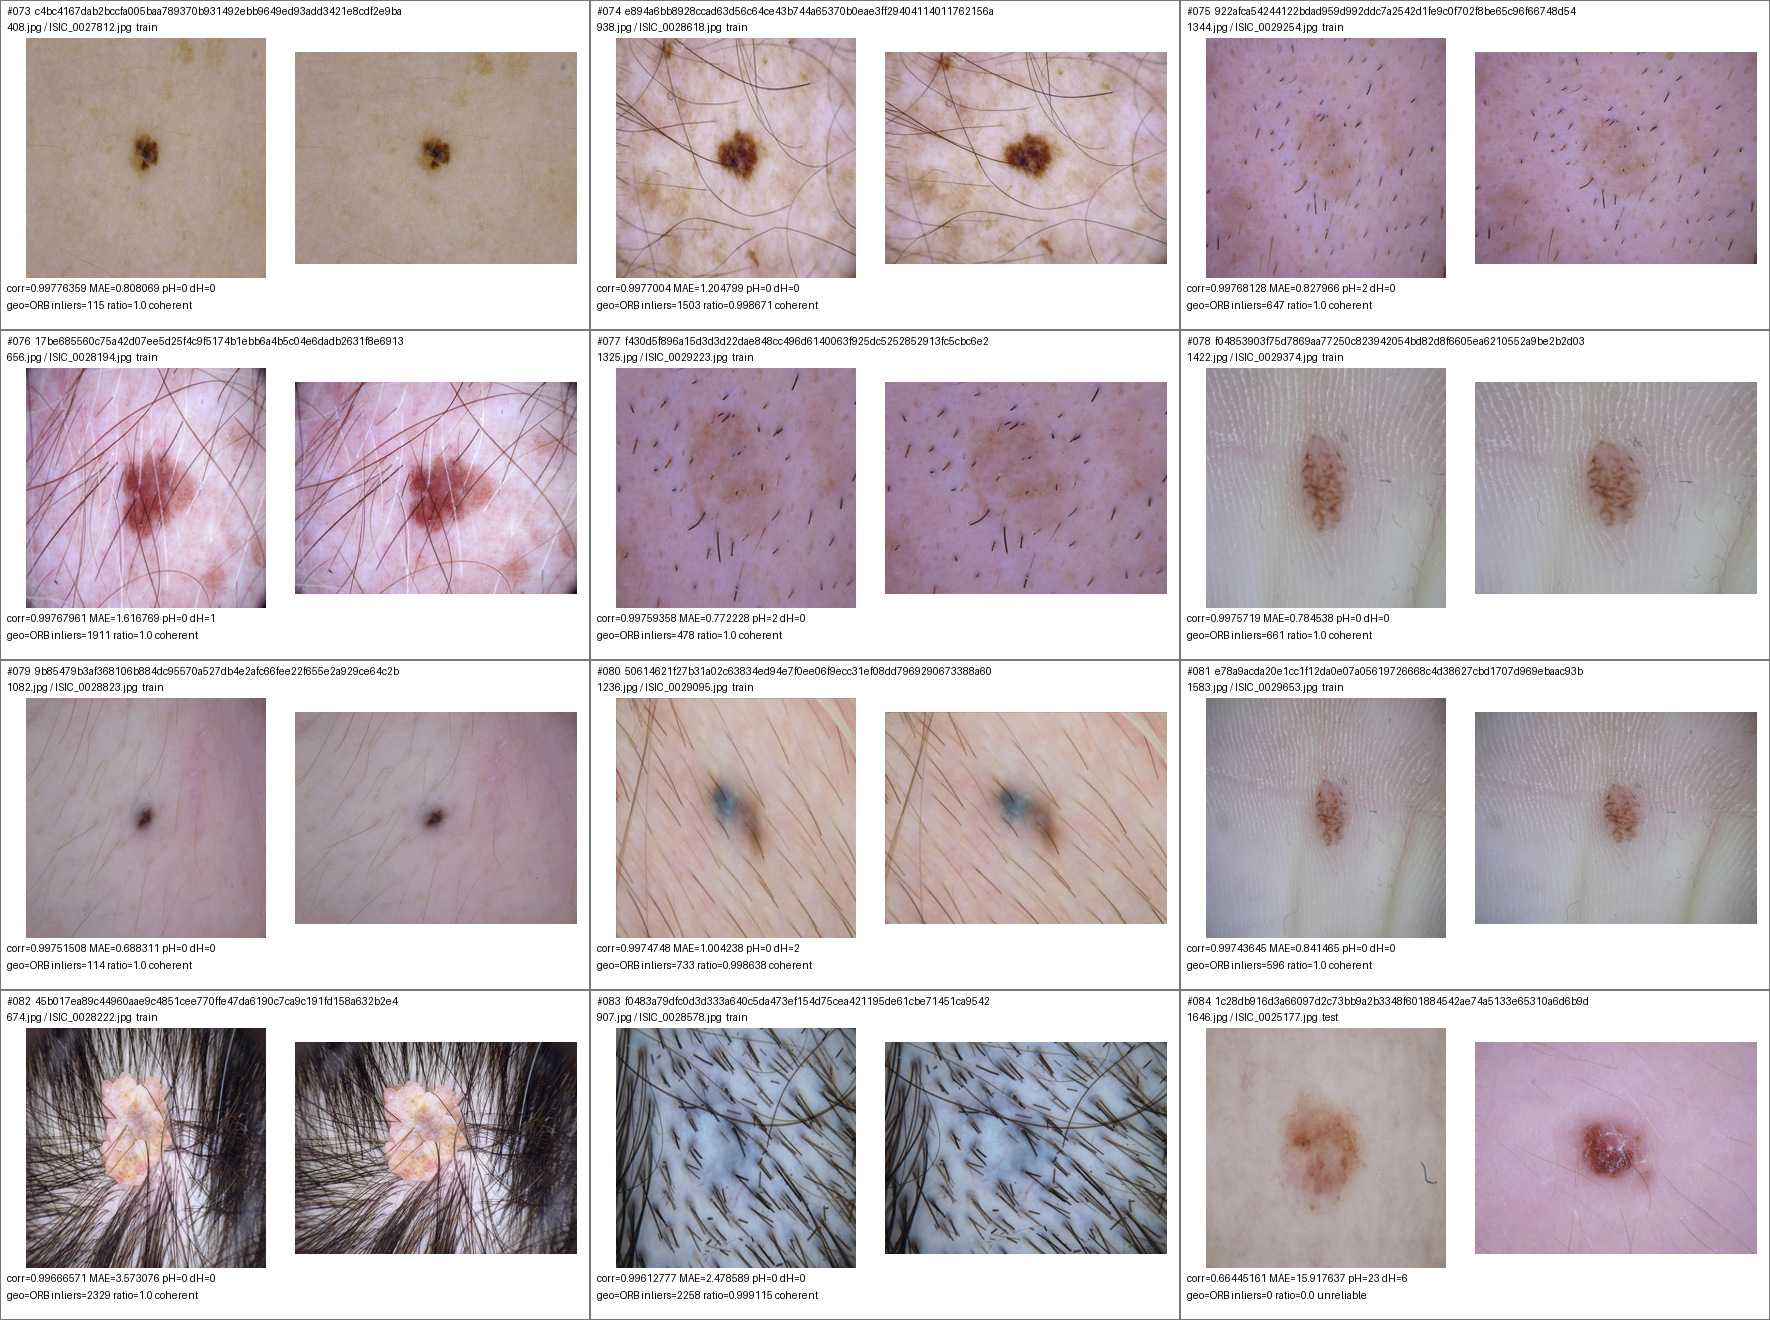 #073 c4bc4167dab2bccfa005baa789370b931492ebb9649ed93add3421e8cdf2e9ba
408.jpg / ISIC_0027812.jpg train
corr=0.99776359 MAE=0.808069 pH=0 dH=0
geo=ORB inliers=115 ratio=1.0 coherent
#074 e894a6bb8928ccad63d56c64ce43b744a65370b0eae3ff29404114011762156a
938.jpg / ISIC_0028618.jpg train
corr=0.9977004 MAE=1.204799 pH=0 dH=0
geo=ORB inliers=1503 ratio=0.998671 coherent
#075 922afca54244122bdad959d992ddc7a2542d1fe9c0f702f8be65c96f66748d54
1344.jpg / ISIC_0029254.jpg train
corr=0.99768128 MAE=0.827966 pH=2 dH=0
geo=ORB inliers=647 ratio=1.0 coherent
#076 17be685560c75a42d07ee5d25f4c9f5174b1ebb6a4b5c04e6dadb2631f8e6913
656.jpg / ISIC_0028194.jpg train
corr=0.99767961 MAE=1.616769 pH=0 dH=1
geo=ORB inliers=1911 ratio=1.0 coherent
#077 f430d5f896a15d3d3d22dae848cc496d6140063f925dc5252852913fc5cbc6e2
1325.jpg / ISIC_0029223.jpg train
corr=0.99759358 MAE=0.772228 pH=2 dH=0
geo=ORB inliers=478 ratio=1.0 coherent
#078 f04853903f75d7869aa77250c823942054bd82d8f6605ea6210552a9be2b2d03
1422.jpg / ISIC_0029374.jpg train
corr=0.9975719 MAE=0.784538 pH=0 dH=0
geo=ORB inliers=661 ratio=1.0 coherent
#079 9b85479b3af368106b884dc95570a527db4e2afc66fee22f655e2a929ce64c2b
1082.jpg / ISIC_0028823.jpg train
corr=0.99751508 MAE=0.688311 pH=0 dH=0
geo=ORB inliers=114 ratio=1.0 coherent
#080 50614621f27b31a02c63834ed94e7f0ee06f9ecc31ef08dd7969290673388a60
1236.jpg / ISIC_0029095.jpg train
corr=0.9974748 MAE=1.004238 pH=0 dH=2
geo=ORB inliers=733 ratio=0.998638 coherent
#081 e78a9acda20e1cc1f12da0e07a05619726668c4d38627cbd1707d969ebaac93b
1583.jpg / ISIC_0029653.jpg train
corr=0.99743645 MAE=0.841465 pH=0 dH=0
geo=ORB inliers=596 ratio=1.0 coherent
#082 45b017ea89c44960aae9c4851cee770ffe47da6190c7ca9c191fd158a632b2e4
674.jpg / ISIC_0028222.jpg train
corr=0.99666571 MAE=3.573076 pH=0 dH=0
geo=ORB inliers=2329 ratio=1.0 coherent
#083 f0483a79dfc0d3d333a640c5da473ef154d75cea421195de61cbe71451ca9542
907.jpg / ISIC_0028578.jpg train
corr=0.99612777 MAE=2.478589 pH=0 dH=0
geo=ORB inliers=2258 ratio=0.999115 coherent
#084 1c28db916d3a66097d2c73bb9a2b3348f601884542ae74a5133e65310a6d6b9d
1646.jpg / ISIC_0025177.jpg test
corr=0.66445161 MAE=15.917637 pH=23 dH=6
geo=ORB inliers=0 ratio=0.0 unreliable